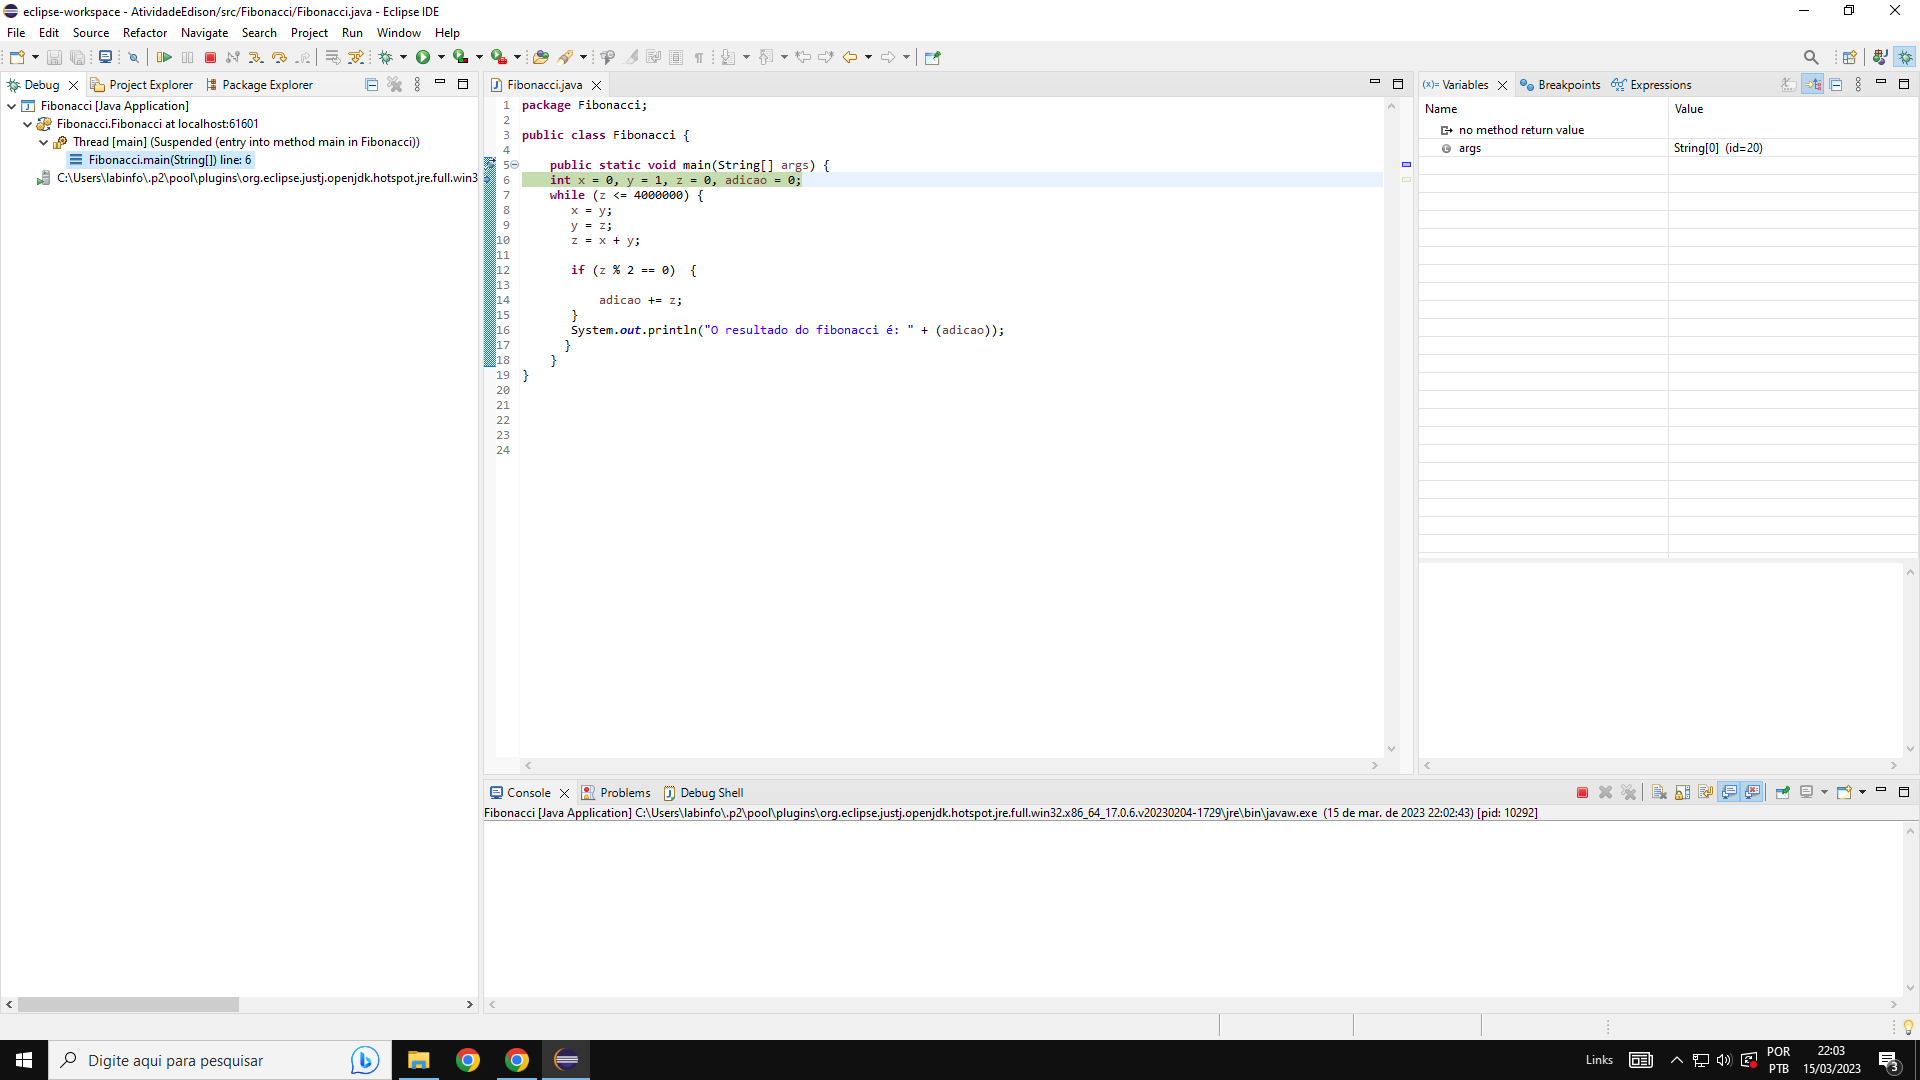 eclipse-workspace - AtividadeEdison/src/Fibonacci/Fibonacci.java - Eclipse IDE
File Edit Source Refactor Navigate Search Project Run Window Help
Debug Project Explorer Package Explorer
Fibonacci [Java Application]
Fibonacci.Fibonacci at localhost:61601
Thread [main] (Suspended (entry into method main in Fibonacci))
Fibonacci.main(String[]) line: 6
C:\Users\labinfo\.p2\pool\plugins\org.eclipse.justj.openjdk.hotspot.jre.full.win3
Fibonacci.java
1 package Fibonacci;
2
3 public class Fibonacci {
4
5 public static void main(String[] args) {
6 int x = 0, y = 1, z = 0, adicao = 0;
7 while (z <= 4000000) {
8 x = y;
9 y = z;
10 z = x + y;
11
12 if (z % 2 == 0)  {
13
14 adicao += z;
15 }
16 System.out.println("O resultado do fibonacci é: " + (adicao));
17 }
18 }
19 }
20
21
22
23
24
(x)= Variables Breakpoints Expressions
Name Value
no method return value
args String[0] (id=20)
Console Problems Debug Shell
Fibonacci [Java Application] C:\Users\labinfo\.p2\pool\plugins\org.eclipse.justj.openjdk.hotspot.jre.full.win32.x86_64_17.0.6.v20230204-1729\jre\bin\javaw.exe (15 de mar. de 2023 22:02:43) [pid: 10292]
Digite aqui para pesquisar
Links
POR
PTB
22:03
15/03/2023
3